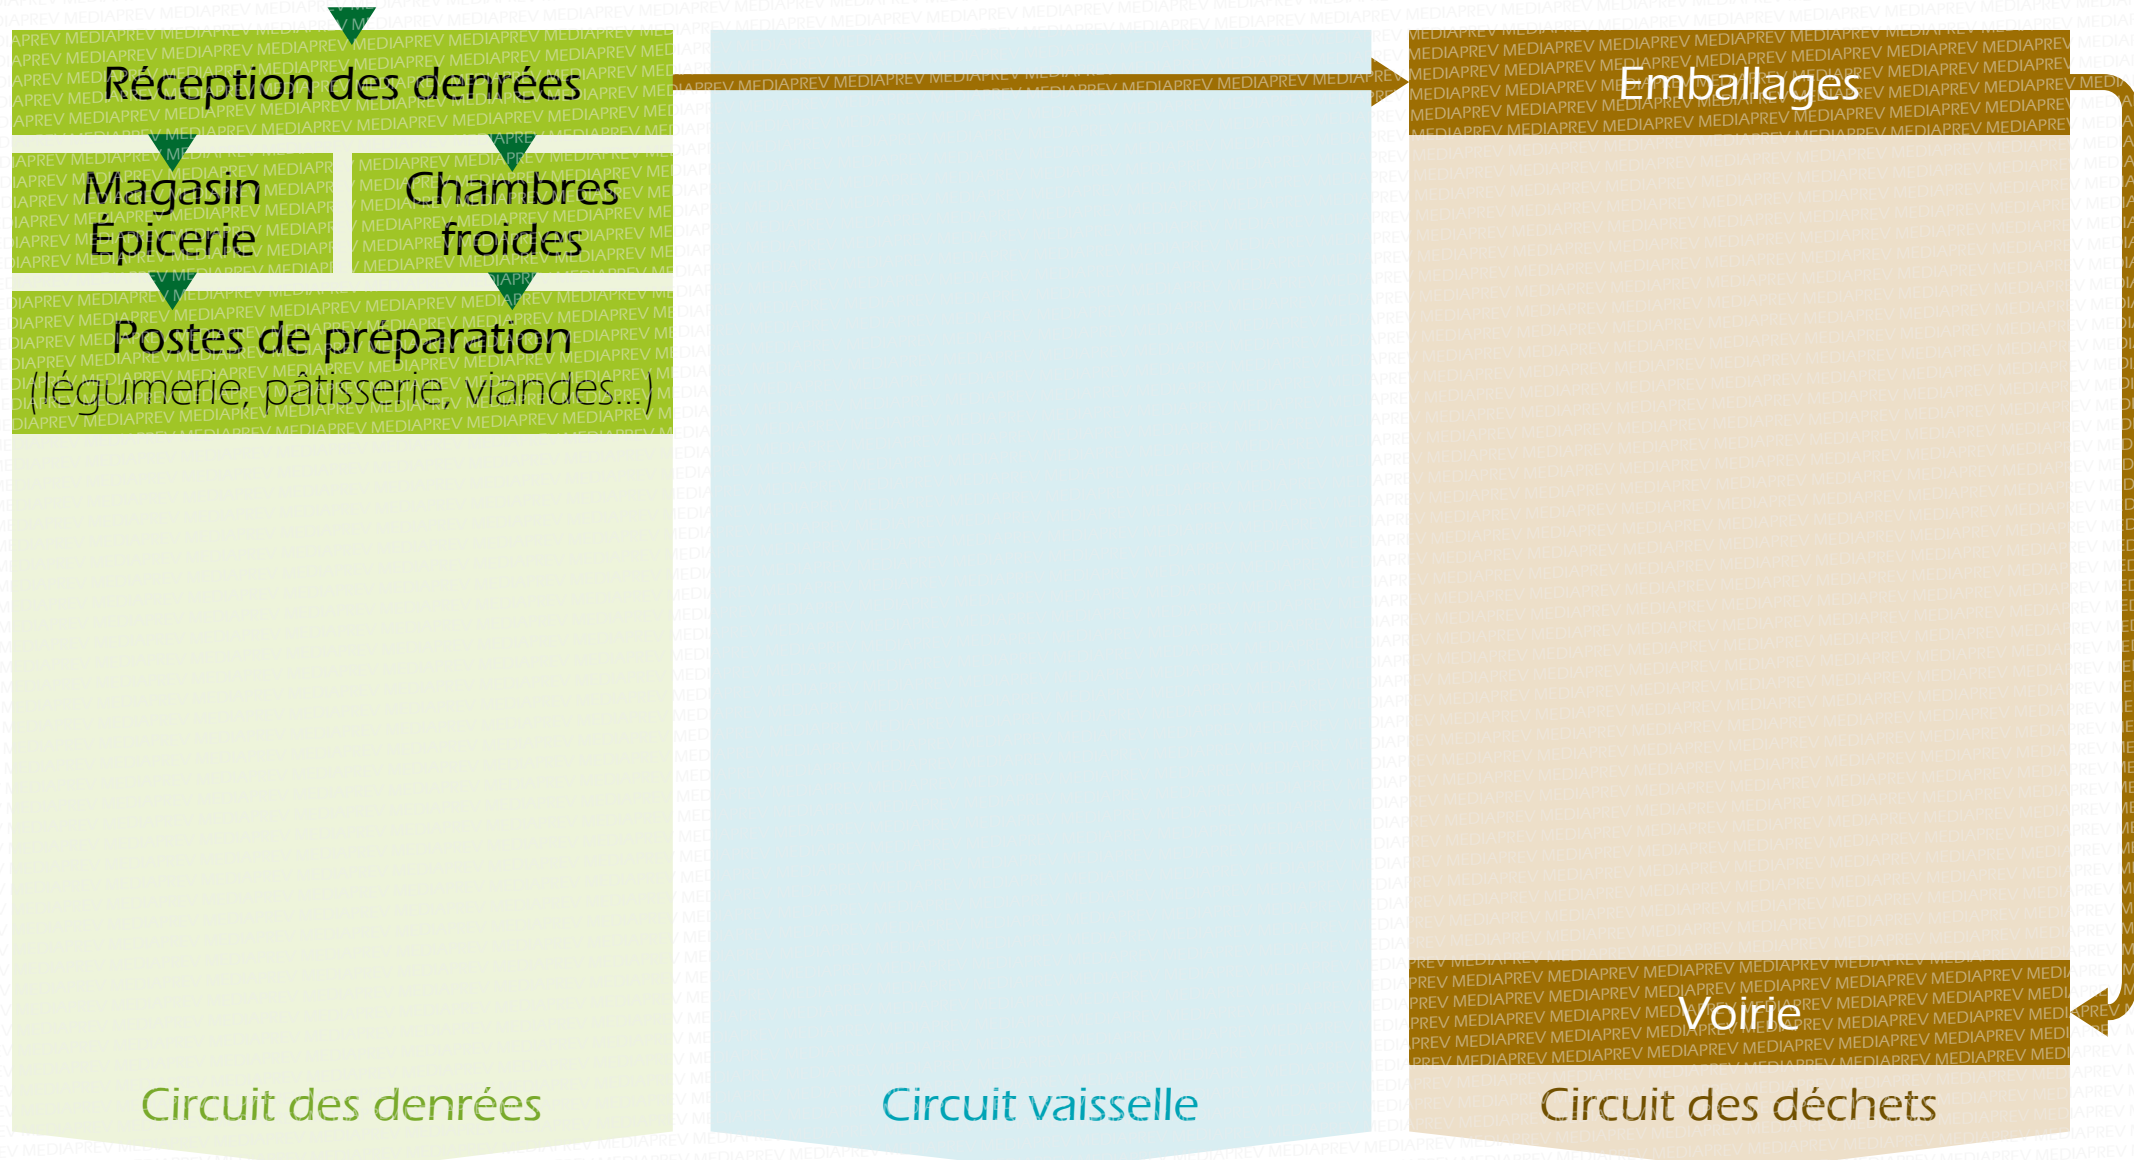 Réception des denrées
Emballages
Magasin
Épicerie
Chambres
froides
Postes de préparation
(légumerie, pâtisserie, viandes...)
Voirie
Circuit des denrées
Circuit vaisselle
Circuit des déchets
MEDIAPREV